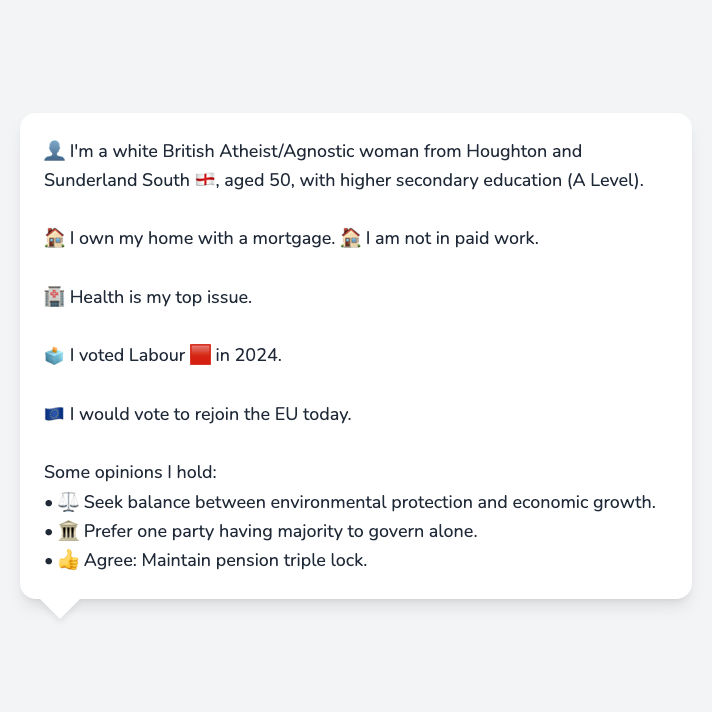 👤 I'm a white British Atheist/Agnostic woman from Houghton and
Sunderland South 🏴󠁧󠁢󠁥󠁮󠁧󠁿, aged 50, with higher secondary education (A Level).
🏠 I own my home with a mortgage. 🏠 I am not in paid work.
🏥 Health is my top issue.
🗳️ I voted Labour 🟥 in 2024.
🇪🇺 I would vote to rejoin the EU today.
Some opinions I hold:
• ⚖️ Seek balance between environmental protection and economic growth.
• 🏛️ Prefer one party having majority to govern alone.
• 👍 Agree: Maintain pension triple lock.